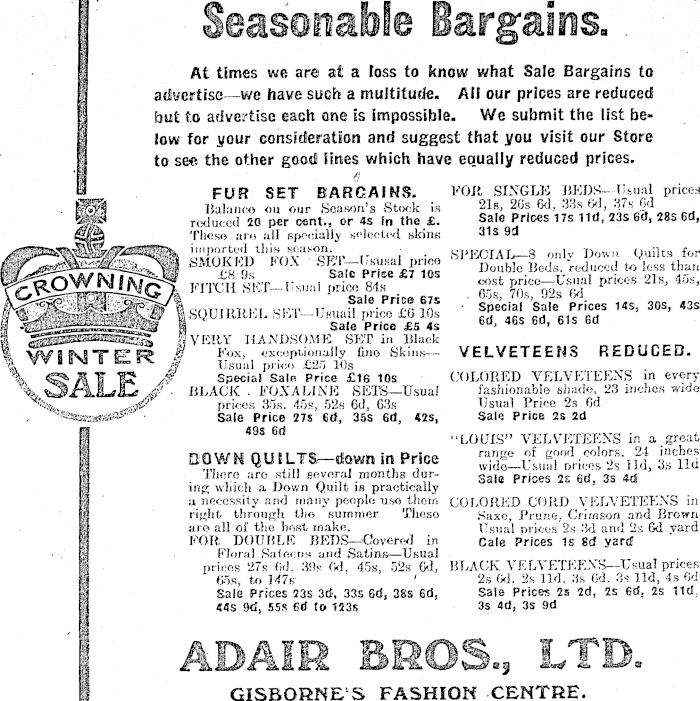 Seasonable Bargains.
At times we are at a loss to know what Sale Bargains to
advertise—we have such a multitude. All our prices are reduced
but to advertise each one is impossible. We submit the list be-
low for your consideration and suggest that you visit our Store
to see the other good lines which have equally reduced prices.
CROWNING
WINTER
SALE
FUR SET BARGAINS.
Balance ou our Season's Stock is
reduced 20 per cent., or 4s in the £.
These are all specially selected skins
imported this season.
SMOKED FOX SET—Ususal price
£8 9s Sale Price £7 10s
FITCH SET—Usual price 84s
Sale Price 67s
SQUIRREL SET—Usuail price £6 10s
Sale Price £5 4s
VERY HANDSOME SET in Black
Fox, exceptionally fine Skins—
Usual price £25 10s
Special Sale Price £16 10s
BLACK FOXALINE SETS—Usual
prices 35s, 45s, 52s 6d, 63s
Sale Price 27s 6d, 35s 6d, 42s,
49s 6d
DOWN QUILTS—down in Price
There are still several months dur-
ing which a Down Quilt is practically
a necessity and many people use them
right through the summer These
are all of the best make.
FOR DOUBLE BEDS—Covered in
Floral Sateens and Satins—Usual
prices 27s 6d, 39s 6d, 45s, 52s 6d,
65s, to 147s
Sale Prices 23s 3d, 33s 6d, 38s 6d,
44s 9d, 55s 6d to 123s
FOR SINGLE BEDS—Usual prices
21s, 26s 6d, 33s 6d, 37s 6d
Sale Prices 17s 11d, 23s 6d, 28s 6d,
31s 9d
SPECIAL—8 only Down Quilts for
Double Beds, reduced to less than
cost price—Usual prices 21s, 45s,
65s, 70s, 92s 6d
Special Sale Prices 14s, 30s, 43s
6d, 46s 6d, 61s 6d
VELVETEENS REDUCED.
COLORED VELVETEENS in every
fashionable shade, 23 inches wide
Usual Price 2s 6d
Sale Price 2s 2d
"LOUIS" VELVETEENS in a great
range of good colors, 24 inches
wide—Usual prices 2s 11d, 3s 11d
Sale Prices 2s 6d, 3s 4d
COLORED CORD VELVETEENS in
Saxe, Prune, Crimson and Brown
Usual prices 2s 3d and 2s 6d yard
Cale Prices 1s 8d yard
BLACK VELVETEENS—Usual prices
2s 6d, 2s 11d, 3s 6d, 3s 11d, 4s 6d
Sale Prices 2s 2d, 2s 6d, 2s 11d,
3s 4d, 3s 9d
ADAIR BROS., LTD.
GISBORNE'S FASHION CENTRE.